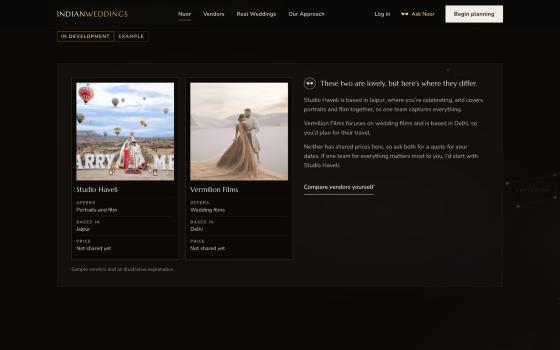 INDIANWEDDINGS
Noor
Vendors
Real Weddings
Our Approach
Log in
Ask Noor
Begin planning
IN DEVELOPMENT
EXAMPLE
ARRY ME
Studio Haveli
OFFERS
Portraits and film
BASED IN
Jaipur
PRICE
Not shared yet
Vermilion Films
OFFERS
Wedding films
BASED IN
Delhi
PRICE
Not shared yet
Sample vendors and an illustrative explanation.
These two are lovely, but here's where they differ.
Studio Haveli is based in Jaipur, where you're celebrating, and covers
portraits and film together, so one team captures everything.
Vermilion Films focuses on wedding films and is based in Delhi, so
you'd plan for their travel.
Neither has shared prices here, so ask both for a quote for your
dates. If one team for everything matters most to you, I'd start with
Studio Haveli.
Compare vendors yourself